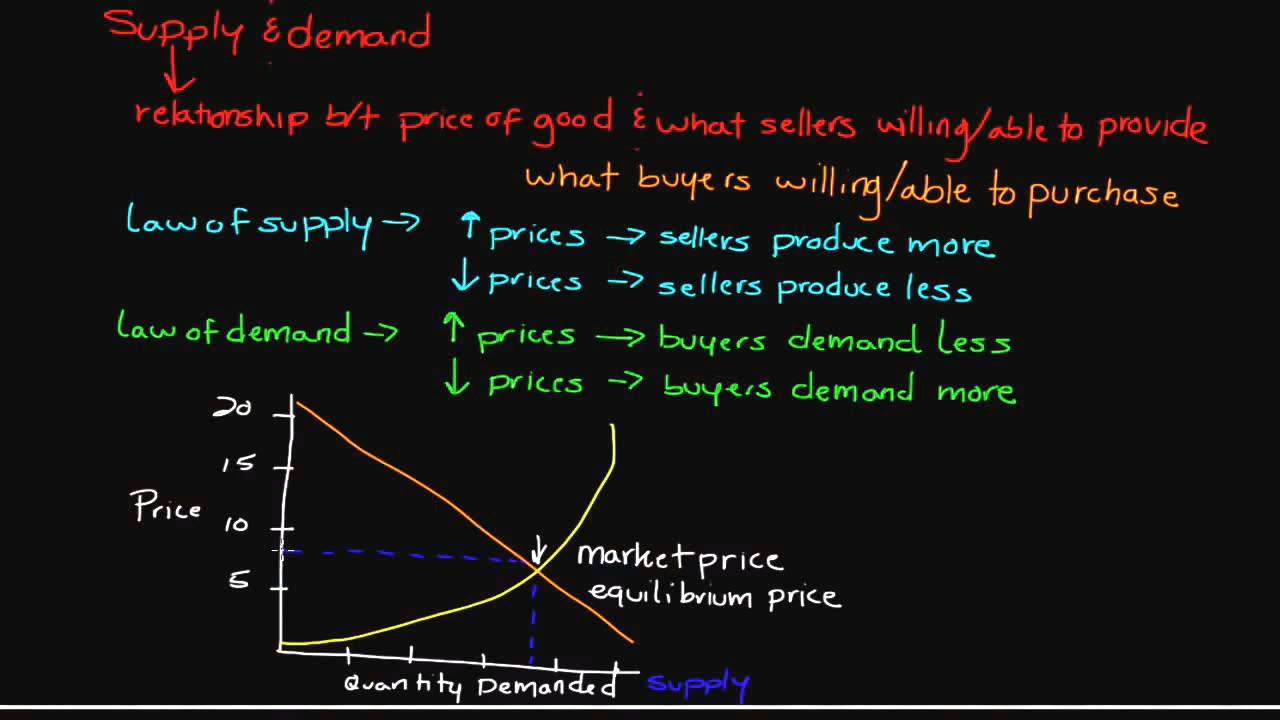 Supply & demand
relationship b/t price of good & what sellers willing/able to provide
what buyers willing/able to purchase
law of supply → ↑ prices → sellers produce more
↓ prices → sellers produce less
law of demand → ↑ prices → buyers demand less
↓ prices → buyers demand more
20
15
Price
10
5
market price
equilibrium price
Quantity Demanded supply